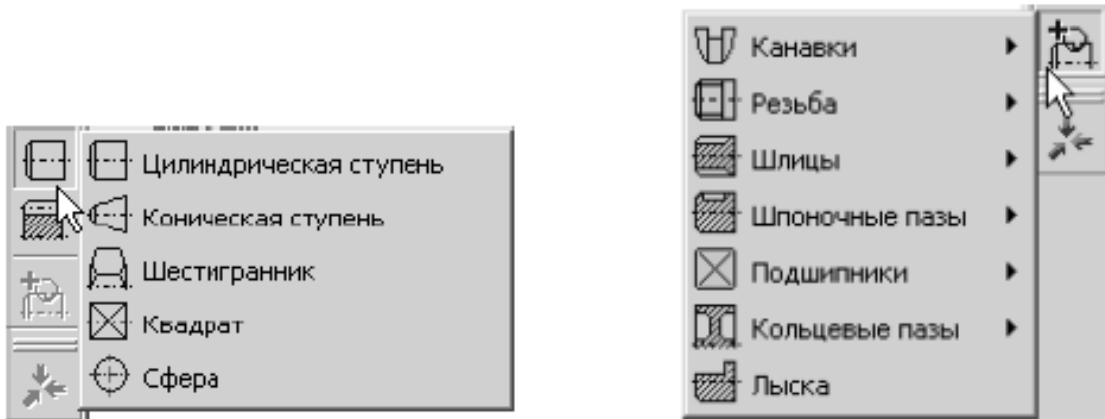 Цилиндрическая ступень
Коническая ступень
Шестигранник
Квадрат
Сфера
Канавки
Резьба
Шлицы
Шпоночные пазы
Подшипники
Кольцевые пазы
Лыска